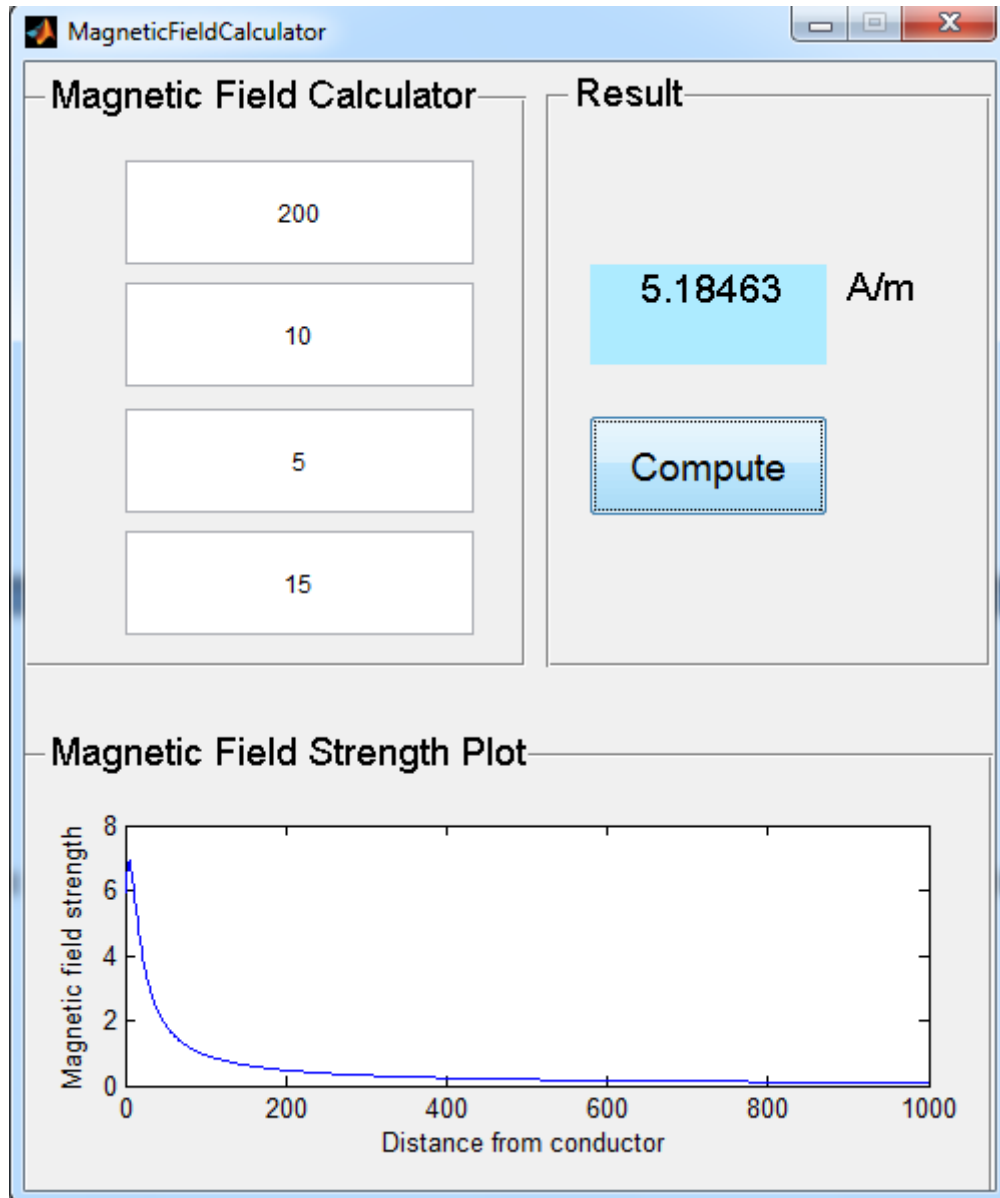 MagneticFieldCalculator
Magnetic Field Calculator
200
10
5
15
Result
5.18463 A/m
Compute
Magnetic Field Strength Plot
Magnetic field strength
8
6
4
2
0
0 200 400 600 800 1000
Distance from conductor